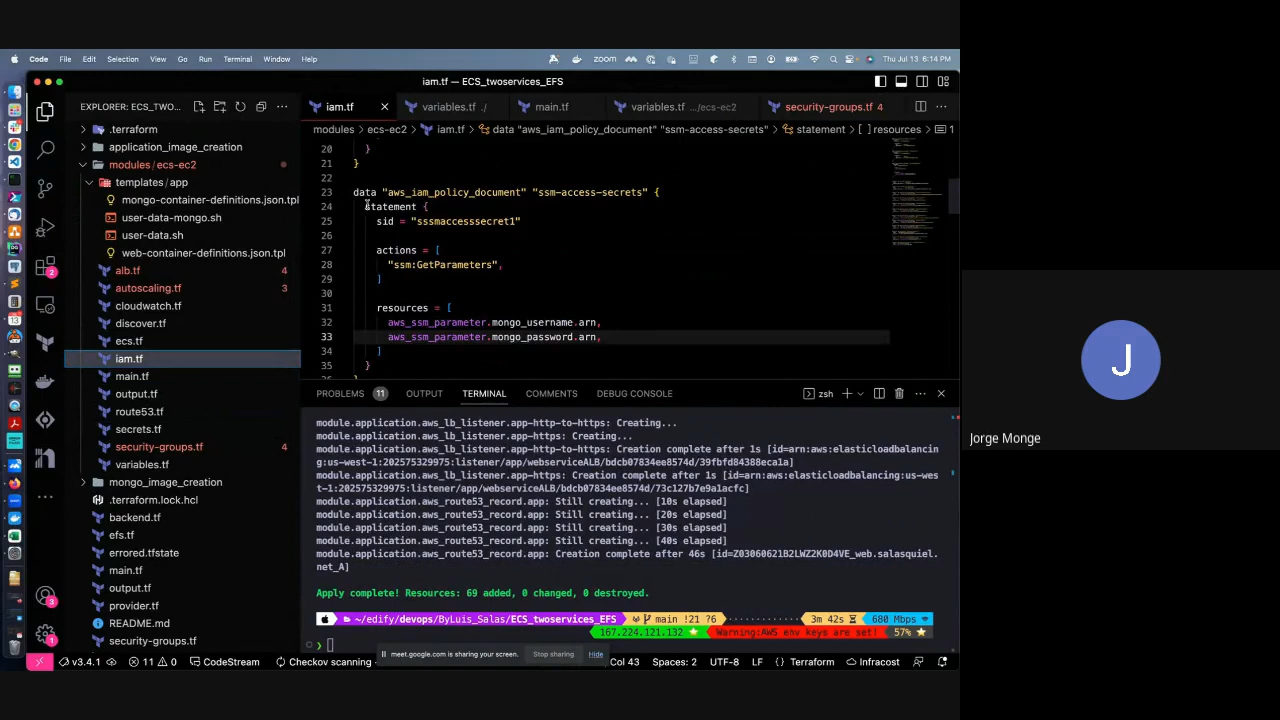 Code File Edit Selection View Go Run Terminal Window Help zoom Thu Jul 13 6:14 PM
iam.tf — ECS_twoservices_EFS
EXPLORER: ECS_TWO...
iam.tf variables.tf ./ main.tf variables.tf .../ecs-ec2 security-groups.tf 4
modules ecs-ec2 iam.tf data "aws_iam_policy_document" "ssm-access-secrets" statement resources 1
.terraform
application_image_creation
modules/ecs-ec2
templates/app
mongo-container-definitions.json.tpl
user-data-mongo.sh
user-data.sh
web-container-definitions.json.tpl
alb.tf 4
autoscaling.tf 3
cloudwatch.tf
discover.tf
ecs.tf
iam.tf
main.tf
output.tf
route53.tf
secrets.tf
security-groups.tf 4
variables.tf
mongo_image_creation
.terraform.lock.hcl
backend.tf
efs.tf
errored.tfstate
main.tf
output.tf
provider.tf
README.md
security-groups.tf
20 }
21 }
22
23 data "aws_iam_policy_document" "ssm-access-secrets" {
24 statement {
25 sid = "sssmaccesssecret1"
26
27 actions = [
28 "ssm:GetParameters",
29 ]
30
31 resources = [
32 aws_ssm_parameter.mongo_username.arn,
33 aws_ssm_parameter.mongo_password.arn,
34 ]
35 }
PROBLEMS 11 OUTPUT TERMINAL COMMENTS DEBUG CONSOLE zsh
module.application.aws_lb_listener.app-http-to-https: Creating...
module.application.aws_lb_listener.app-https: Creating...
module.application.aws_lb_listener.app-http-to-https: Creation complete after 1s [id=arn:aws:elasticloadbalancin
g:us-west-1:202575329975:listener/app/webserviceALB/bdcb07834ee8574d/39fbfd84388eca1a]
module.application.aws_lb_listener.app-https: Creation complete after 1s [id=arn:aws:elasticloadbalancing:us-wes
t-1:202575329975:listener/app/webserviceALB/bdcb07834ee8574d/73c127b7e9a1acfc]
module.application.aws_route53_record.app: Still creating... [10s elapsed]
module.application.aws_route53_record.app: Still creating... [20s elapsed]
module.application.aws_route53_record.app: Still creating... [30s elapsed]
module.application.aws_route53_record.app: Still creating... [40s elapsed]
module.application.aws_route53_record.app: Creation complete after 46s [id=Z03060621B2LWZ2K0D4VE_web.salasquiel.
net_A]
Apply complete! Resources: 69 added, 0 changed, 0 destroyed.
~/edify/devops/ByLuis_Salas/ECS_twoservices_EFS main !21 ?6 3m 42s 680 Mbps
167.224.121.132 Warning:AWS env keys are set! 57%
meet.google.com is sharing your screen. Stop sharing Hide
v3.4.1 11 0 CodeStream Checkov scanning Col 43 Spaces: 2 UTF-8 LF Terraform Infracost
J
Jorge Monge